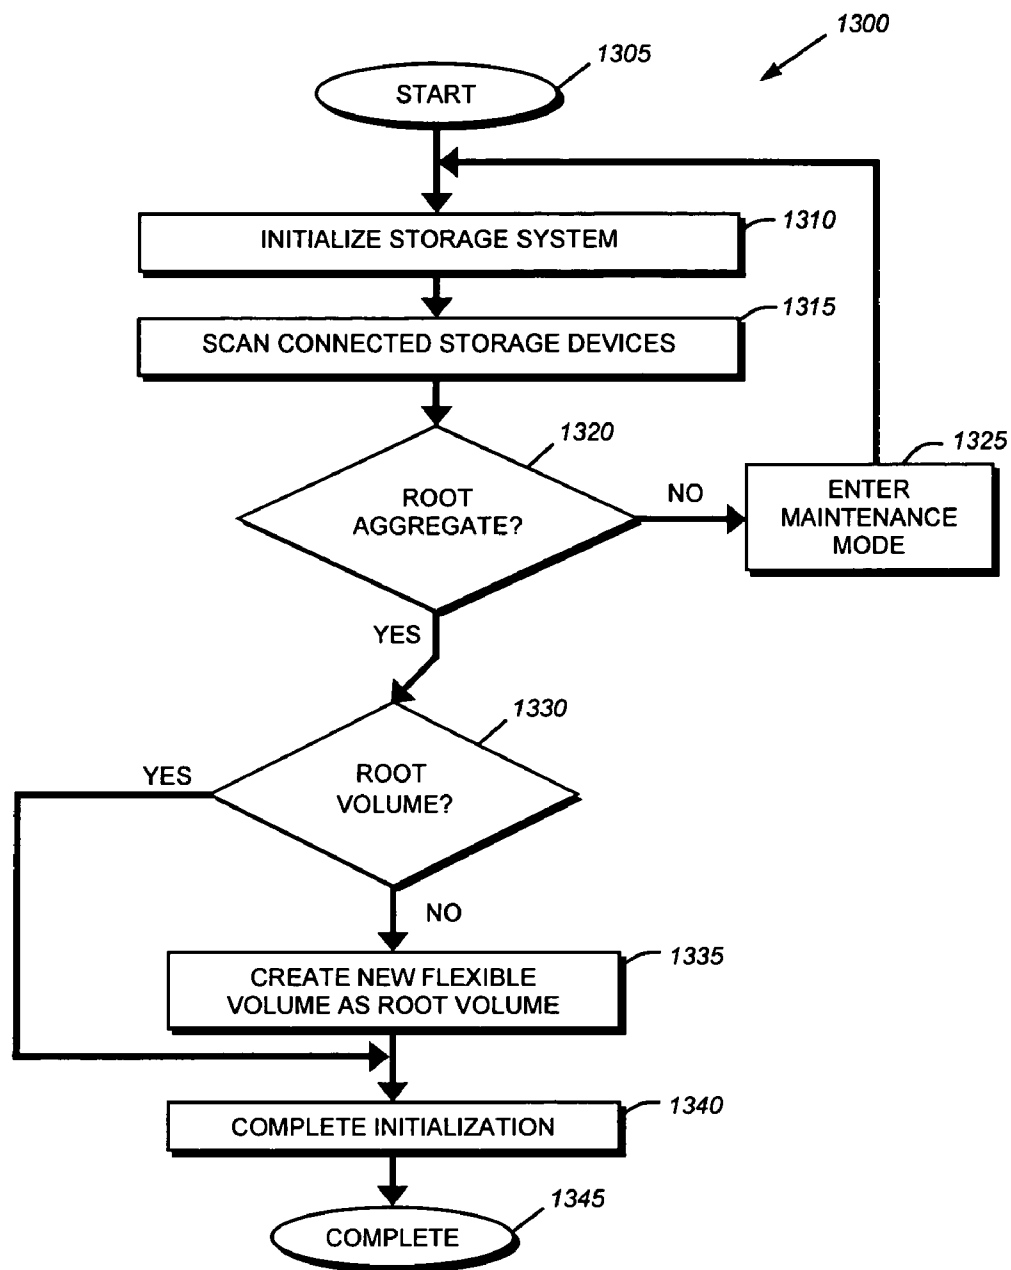 1300
1305
START
1310
INITIALIZE STORAGE SYSTEM
1315
SCAN CONNECTED STORAGE DEVICES
1320
ROOT
AGGREGATE?
NO
1325
ENTER
MAINTENANCE
MODE
YES
1330
ROOT
VOLUME?
YES
NO
1335
CREATE NEW FLEXIBLE
VOLUME AS ROOT VOLUME
1340
COMPLETE INITIALIZATION
1345
COMPLETE